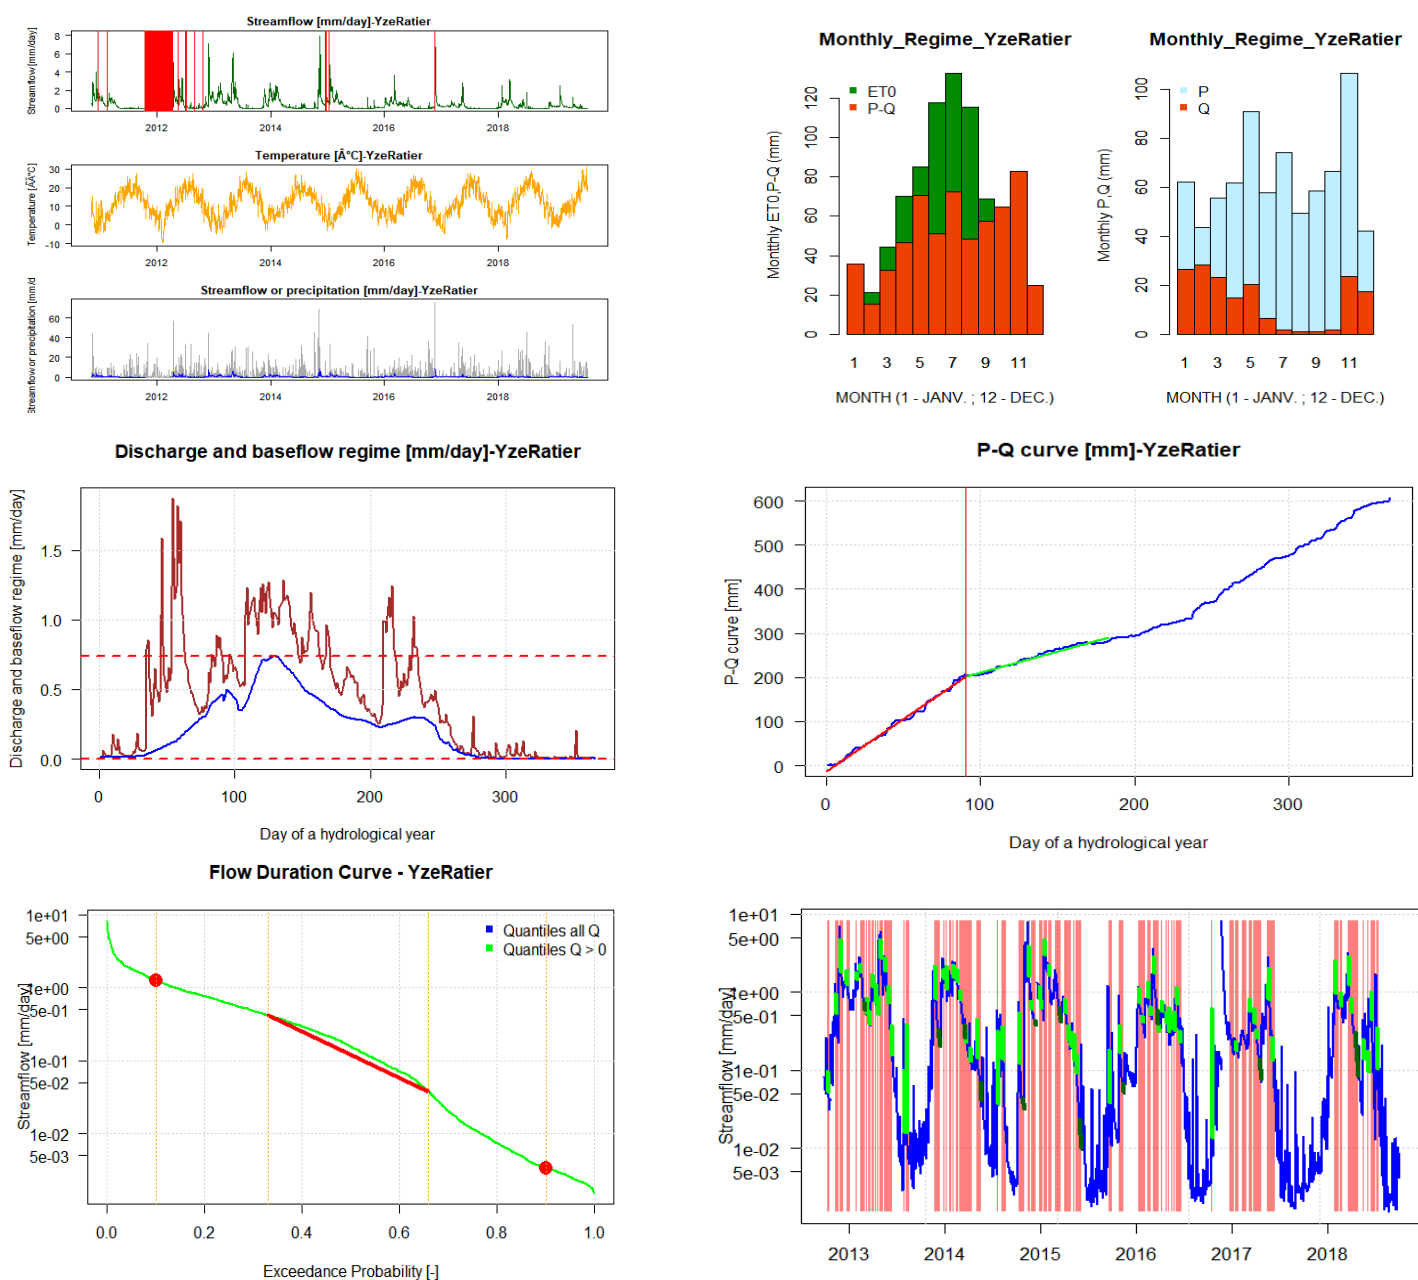 Streamflow [mm/day]-YzeRatier
Streamflow [mm/day]
8
6
4
2
0
2012 2014 2016 2018
Temperature [Â°C]-YzeRatier
30
20
10
0
-10
2012 2014 2016 2018
Streamflow or precipitation [mm/day]-YzeRatier
Streamflow or precipitation [mm/d
60
40
20
0
2012 2014 2016 2018
Monthly_Regime_YzeRatier
Montthly ET0,P-Q (mm)
ET0
P-Q
120
100
80
60
40
20
0
1 3 5 7 9 11
MONTH (1 - JANV. ; 12 - DEC.)
Monthly_Regime_YzeRatier
Montthly P,Q (mm)
P
Q
100
80
60
40
20
0
1 3 5 7 9 11
MONTH (1 - JANV. ; 12 - DEC.)
Discharge and baseflow regime [mm/day]-YzeRatier
Discharge and baseflow regime [mm/day]
1.5
1.0
0.5
0.0
0 100 200 300
Day of a hydrological year
P-Q curve [mm]-YzeRatier
P-Q curve [mm]
600
500
400
300
200
100
0
0 100 200 300
Day of a hydrological year
Flow Duration Curve - YzeRatier
Streamflow [mm/day]
Quantiles all Q
Quantiles Q > 0
1e+01
5e+00
1e+00
5e-01
1e-01
5e-02
1e-02
5e-03
0.0 0.2 0.4 0.6 0.8 1.0
Exceedance Probability [-]
Streamflow [mm/day]
1e+01
5e+00
1e+00
5e-01
1e-01
5e-02
1e-02
5e-03
2013 2014 2015 2016 2017 2018